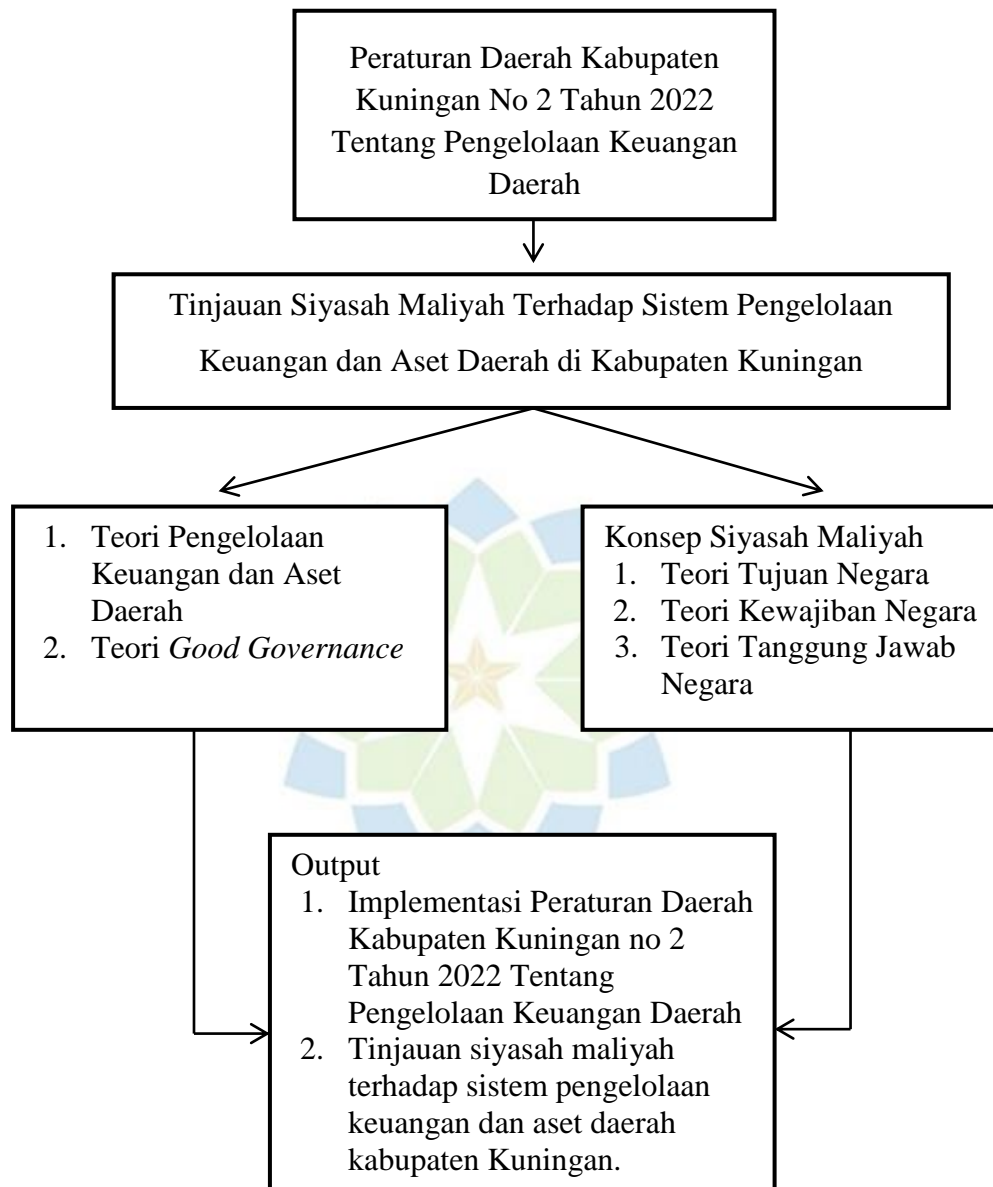 Peraturan Daerah Kabupaten
Kuningan No 2 Tahun 2022
Tentang Pengelolaan Keuangan
Daerah
Tinjauan Siyasah Maliyah Terhadap Sistem Pengelolaan
Keuangan dan Aset Daerah di Kabupaten Kuningan
1. Teori Pengelolaan
Keuangan dan Aset
Daerah
2. Teori Good Governance
Konsep Siyasah Maliyah
1. Teori Tujuan Negara
2. Teori Kewajiban Negara
3. Teori Tanggung Jawab
Negara
Output
1. Implementasi Peraturan Daerah
Kabupaten Kuningan no 2
Tahun 2022 Tentang
Pengelolaan Keuangan Daerah
2. Tinjauan siyasah maliyah
terhadap sistem pengelolaan
keuangan dan aset daerah
kabupaten Kuningan.